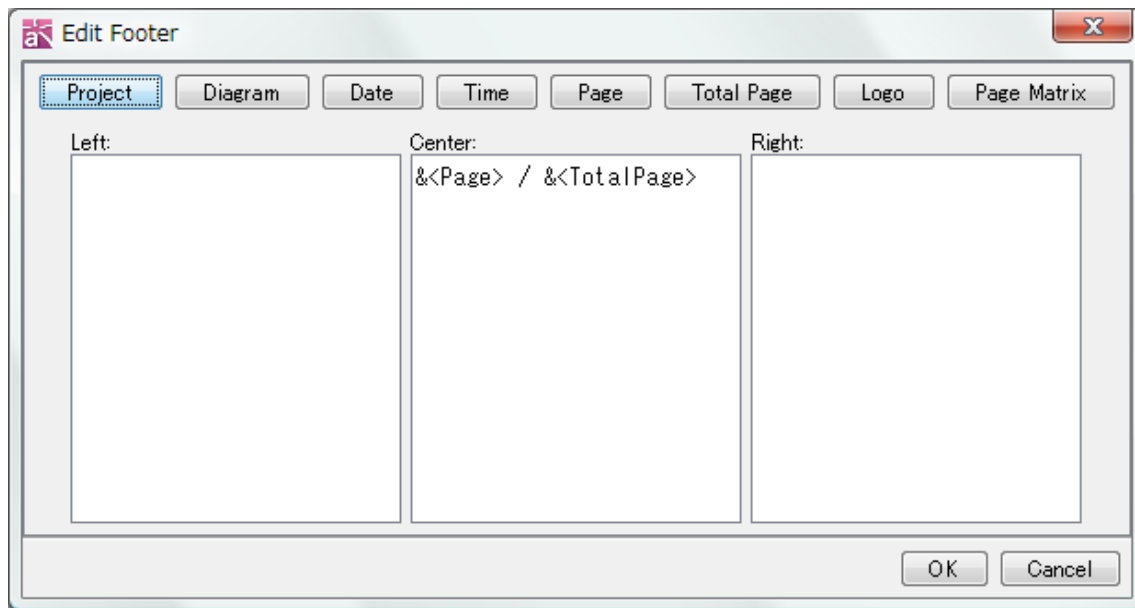 Edit Footer
Project Diagram Date Time Page Total Page Logo Page Matrix
Left: Center: Right:
&<Page> / &<TotalPage>
OK Cancel